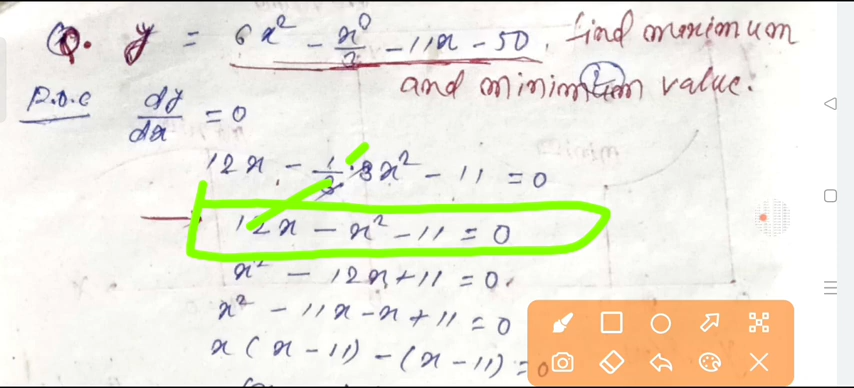 Q. y = 6x² - x³/3 - 11x - 50, find maximum
and minimum value.
P.D.C dy/dx = 0
12x - 1/3 · 3x² - 11 = 0
→ 12x - x² - 11 = 0
x² - 12x + 11 = 0
x² - 11x - x + 11 = 0
x(x - 11) - (x - 11) = 0